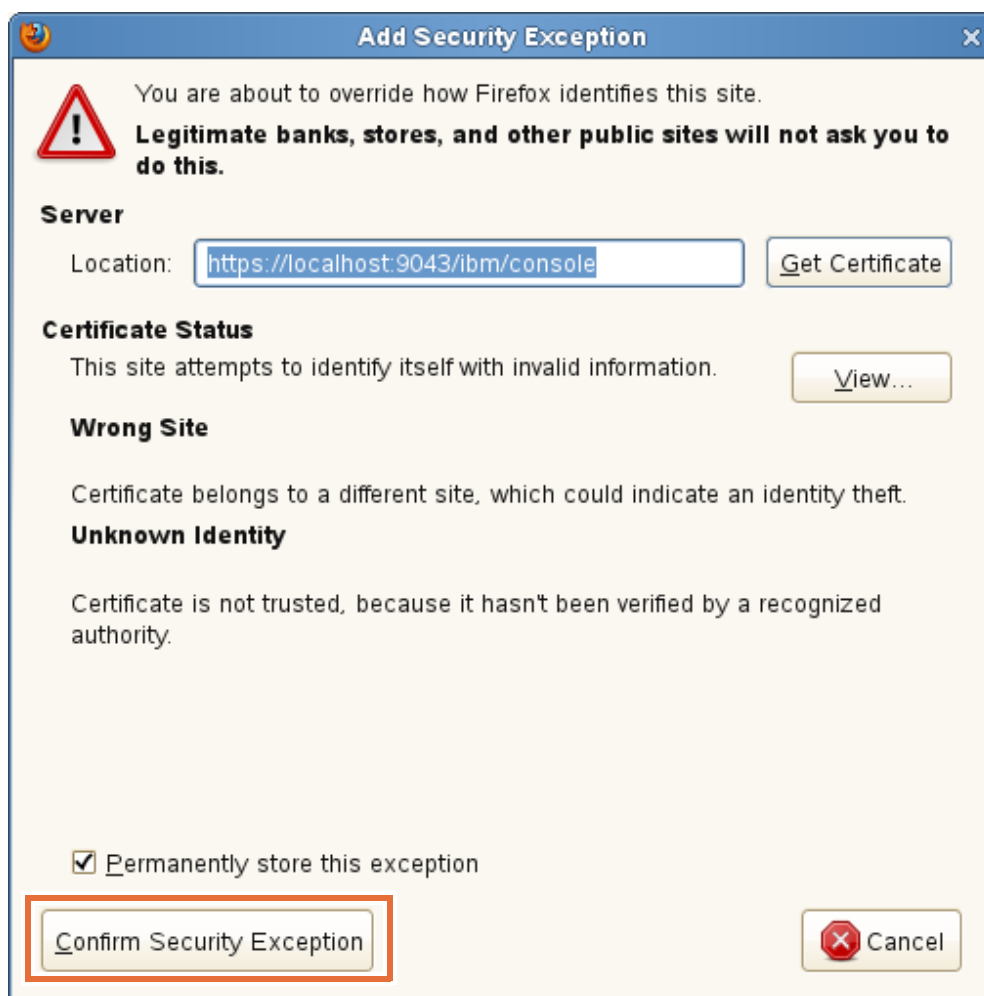 Add Security Exception
You are about to override how Firefox identifies this site.
Legitimate banks, stores, and other public sites will not ask you to
do this.
Server
Location: https://localhost:9043/ibm/console Get Certificate
Certificate Status
This site attempts to identify itself with invalid information.
View...
Wrong Site
Certificate belongs to a different site, which could indicate an identity theft.
Unknown Identity
Certificate is not trusted, because it hasn't been verified by a recognized
authority.
Permanently store this exception
Confirm Security Exception Cancel